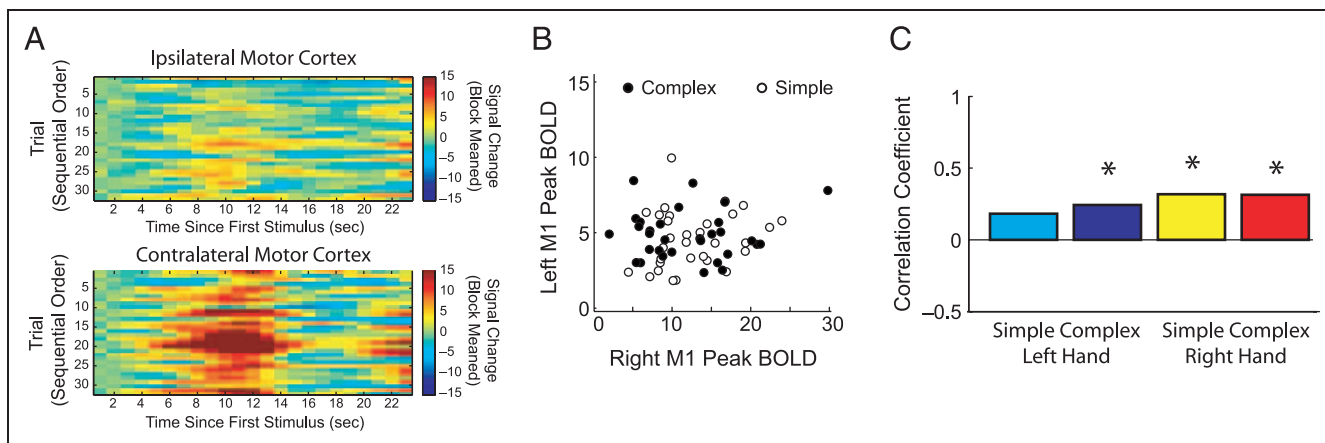 A
Ipsilateral Motor Cortex
Trial
(Sequential Order)
5
10
15
20
25
30
2 4 6 8 10 12 14 16 18 20 22
Time Since First Stimulus (sec)
15
10
5
0
−5
−10
−15
Signal Change
(Block Meaned)
Contralateral Motor Cortex
Trial
(Sequential Order)
5
10
15
20
25
30
2 4 6 8 10 12 14 16 18 20 22
Time Since First Stimulus (sec)
15
10
5
0
−5
−10
−15
Signal Change
(Block Meaned)
B
Complex Simple
Left M1 Peak BOLD
15
10
5
0
0 10 20 30
Right M1 Peak BOLD
C
Correlation Coefficient
1
0.5
0
−0.5
* * *
Simple Complex Simple Complex
Left Hand Right Hand